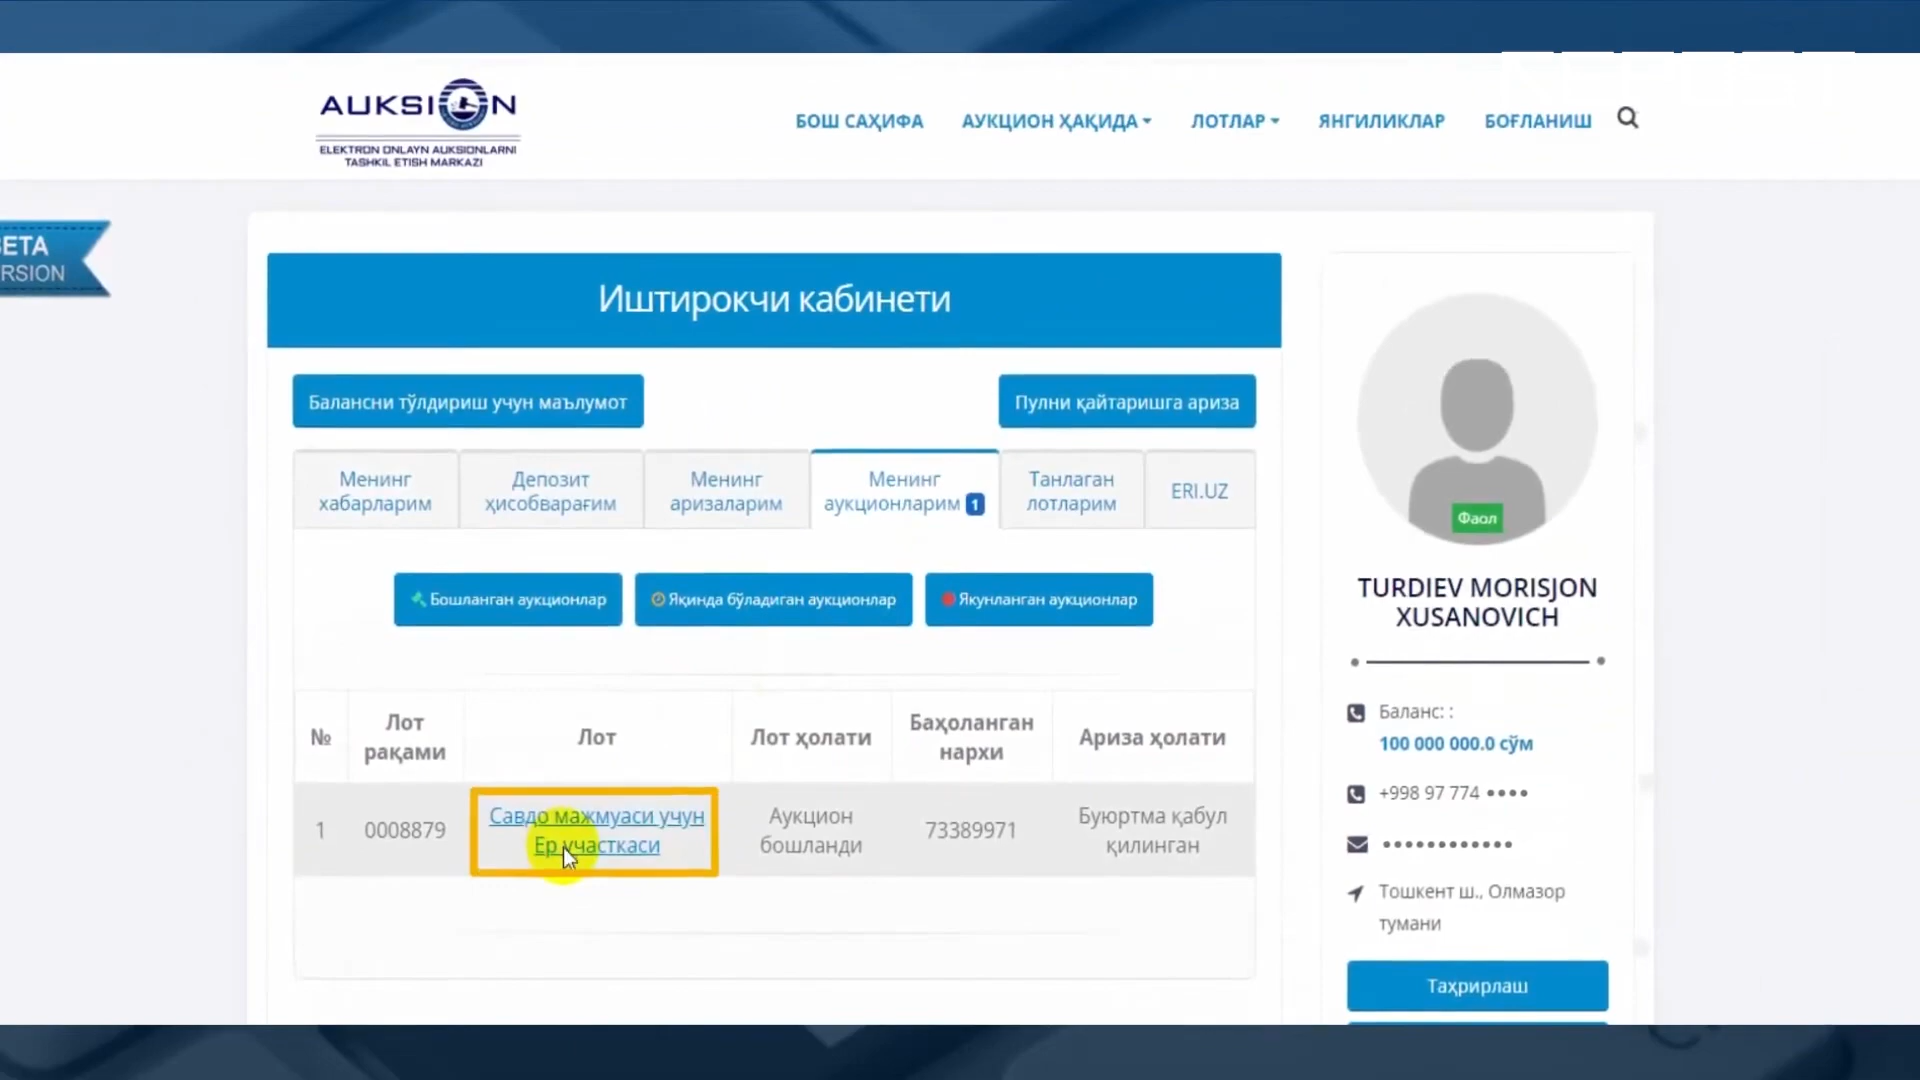 AUKSION
ELEKTRON ONLAYN AUKSIONLARNI
TASHKIL ETISH MARKAZI
БОШ САҲИФА
АУКЦИОН ҲАҚИДА
ЛОТЛАР
ЯНГИЛИКЛАР
БОҒЛАНИШ
ETA
RSION
Иштирокчи кабинети
Балансни тўлдириш учун маълумот
Пулни қайтаришга ариза
Менинг
хабарларим
Депозит
ҳисобварағим
Менинг
аризаларим
Менинг
аукционларим 1
Танлаган
лотларим
ERI.UZ
Бошланган аукционлар
Яқинда бўладиган аукционлар
Якунланган аукционлар
№
Лот
рақами
Лот
Лот ҳолати
Баҳоланган
нархи
Ариза ҳолати
1
0008879
Савдо мажмуаси учун
Ер участкаси
Аукцион
бошланди
73389971
Буюртма қабул
қилинган
Фаол
TURDIEV MORISJON
XUSANOVICH
Баланс: :
100 000 000.0 сўм
+998 97 774 ••••
••••••••••••
Тошкент ш., Олмазор
тумани
Таҳрирлаш